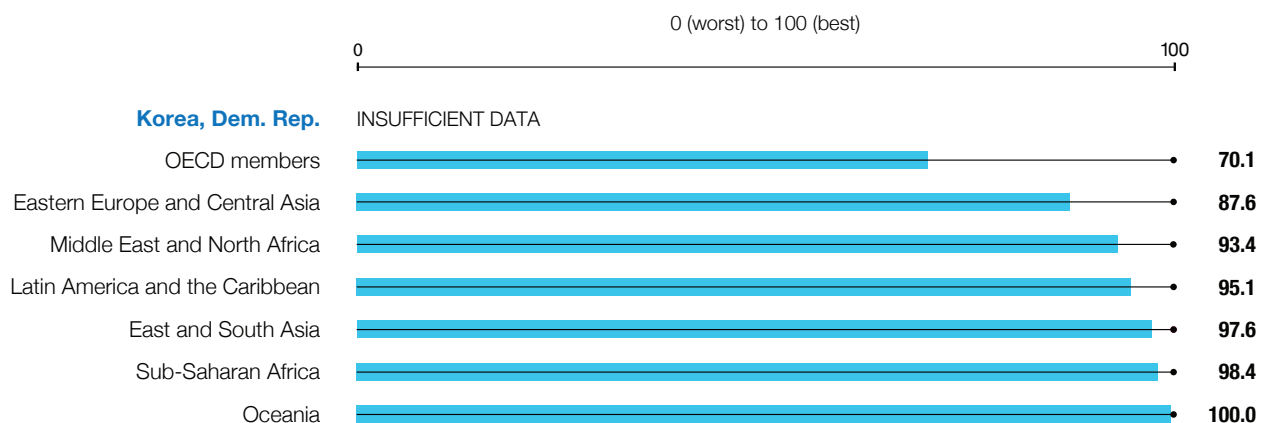 0 (worst) to 100 (best)
0 100
Korea, Dem. Rep. INSUFFICIENT DATA
OECD members 70.1
Eastern Europe and Central Asia 87.6
Middle East and North Africa 93.4
Latin America and the Caribbean 95.1
East and South Asia 97.6
Sub-Saharan Africa 98.4
Oceania 100.0